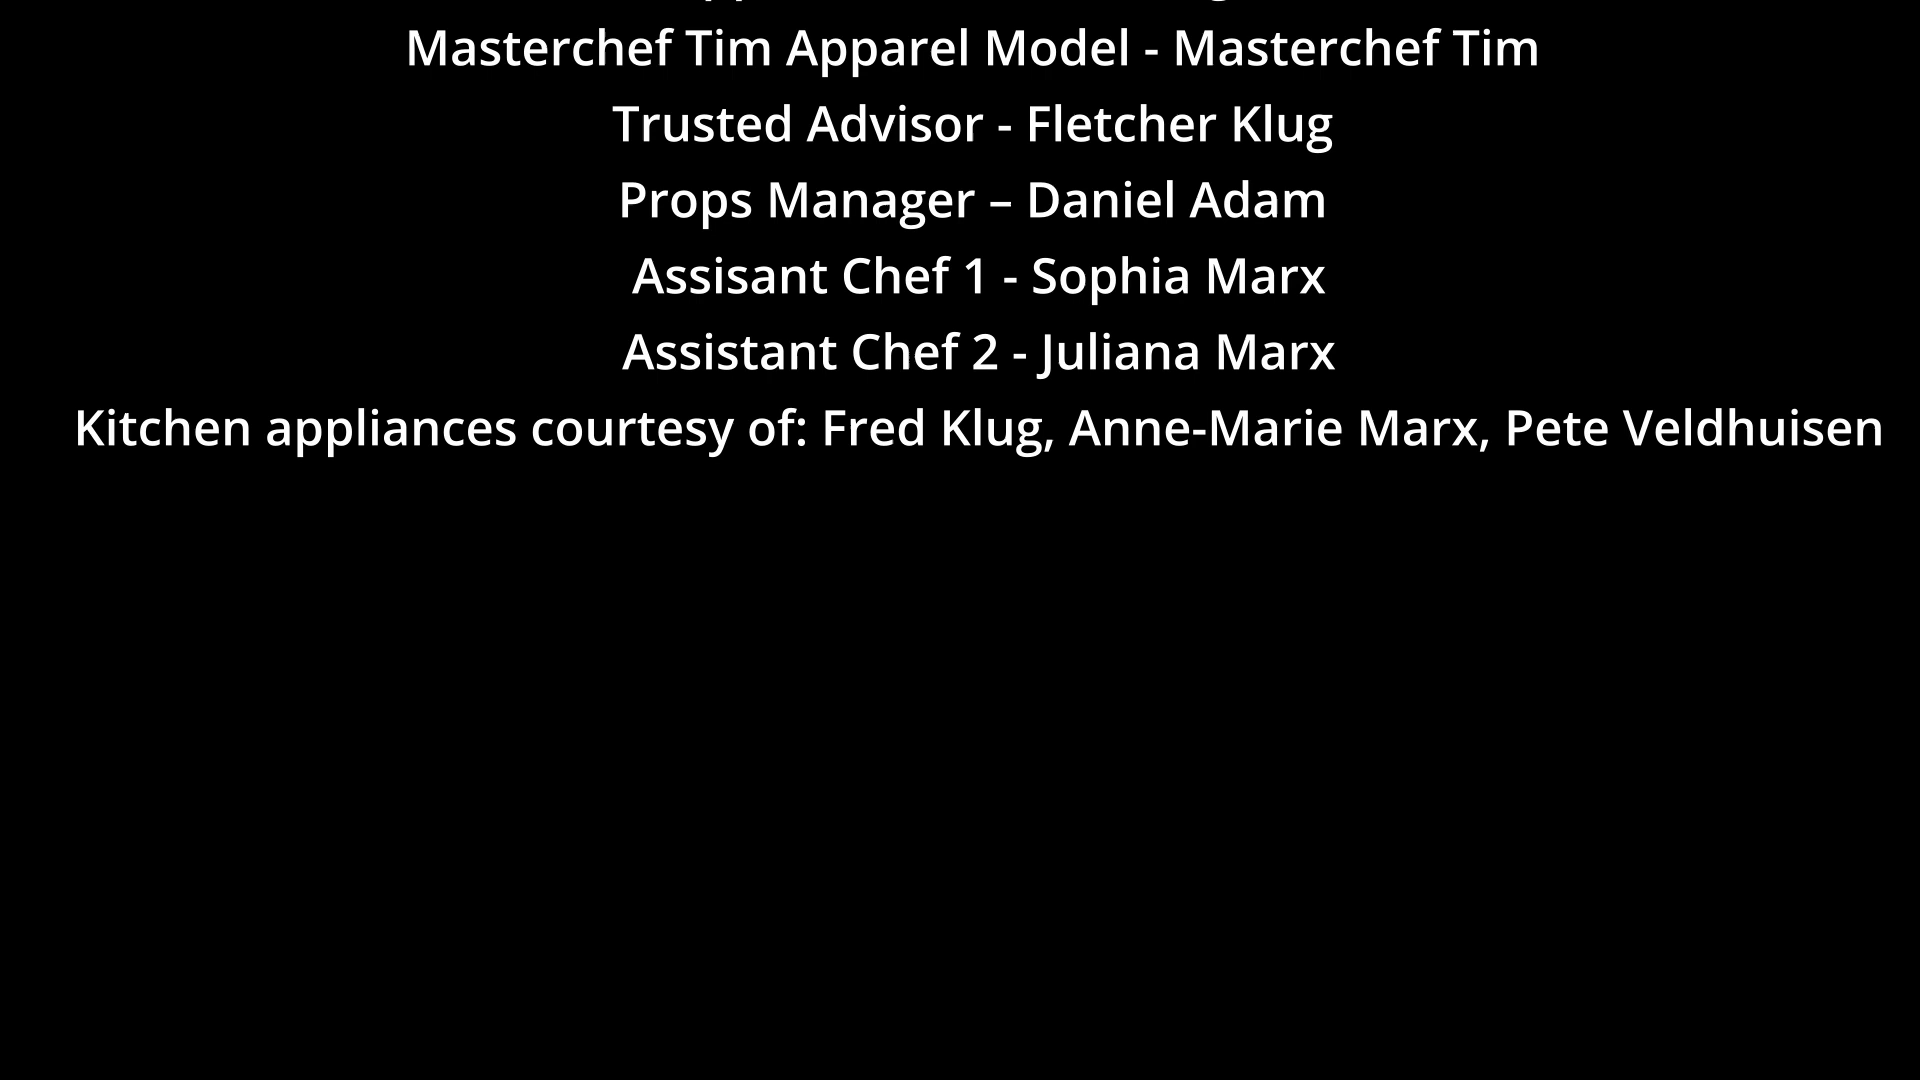 Masterchef Tim Apparel Model - Masterchef Tim
Trusted Advisor - Fletcher Klug
Props Manager – Daniel Adam
Assisant Chef 1 - Sophia Marx
Assistant Chef 2 - Juliana Marx
Kitchen appliances courtesy of: Fred Klug, Anne-Marie Marx, Pete Veldhuisen